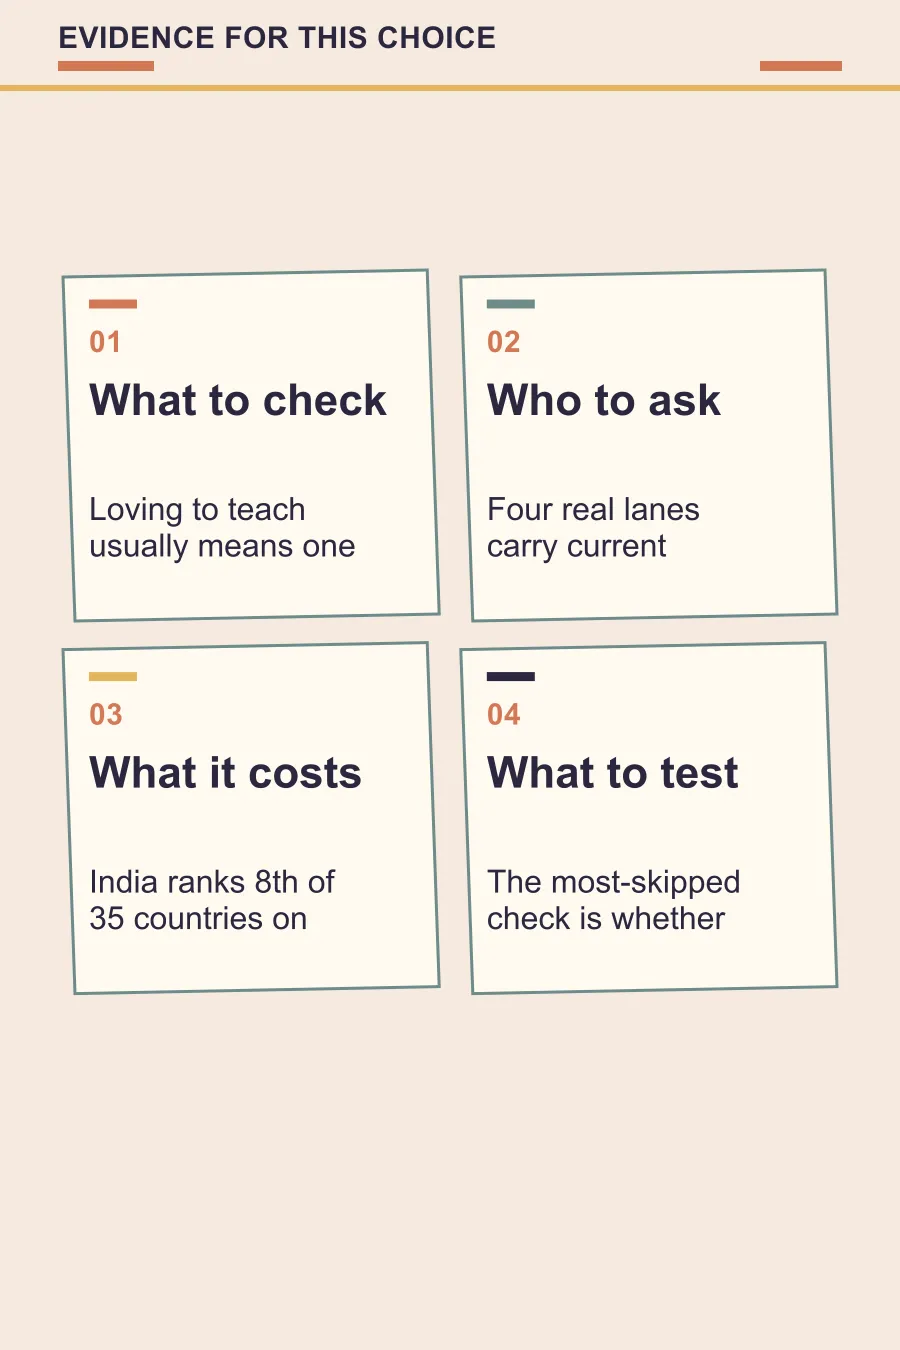 EVIDENCE FOR THIS CHOICE
01
What to check
Loving to teach
usually means one
02
Who to ask
Four real lanes
carry current
03
What it costs
India ranks 8th of
35 countries on
04
What to test
The most-skipped
check is whether